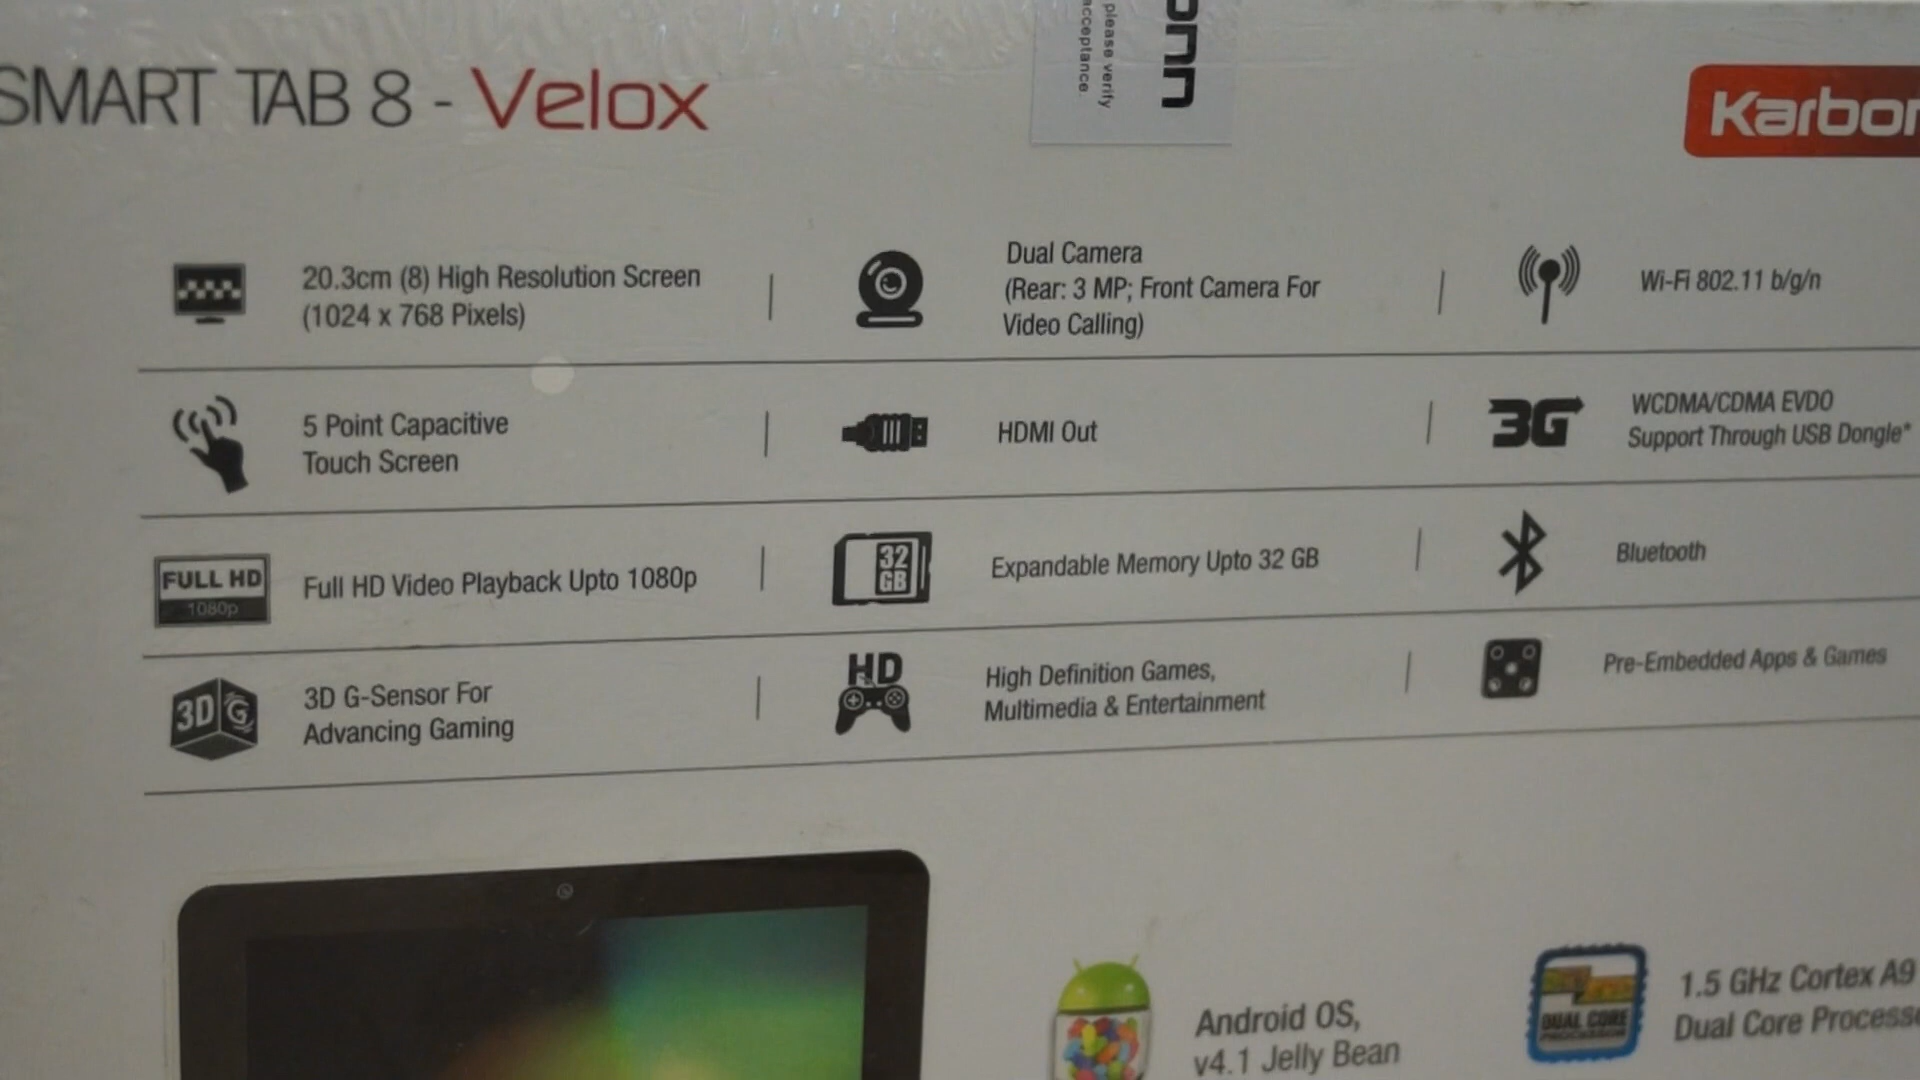 SMART TAB 8 - Velox
onn
please verify
acceptance.
Karbon
20.3cm (8) High Resolution Screen
(1024 x 768 Pixels)
Dual Camera
(Rear: 3 MP; Front Camera For
Video Calling)
Wi-Fi 802.11 b/g/n
5 Point Capacitive
Touch Screen
HDMI Out
3G
WCDMA/CDMA EVDO
Support Through USB Dongle*
FULL HD
1080p
Full HD Video Playback Upto 1080p
32
GB
Expandable Memory Upto 32 GB
Bluetooth
3D G
3D G-Sensor For
Advancing Gaming
HD
High Definition Games,
Multimedia & Entertainment
Pre-Embedded Apps & Games
Android OS,
v4.1 Jelly Bean
DUAL CORE
PROCESSOR
1.5 GHz Cortex A9
Dual Core Process